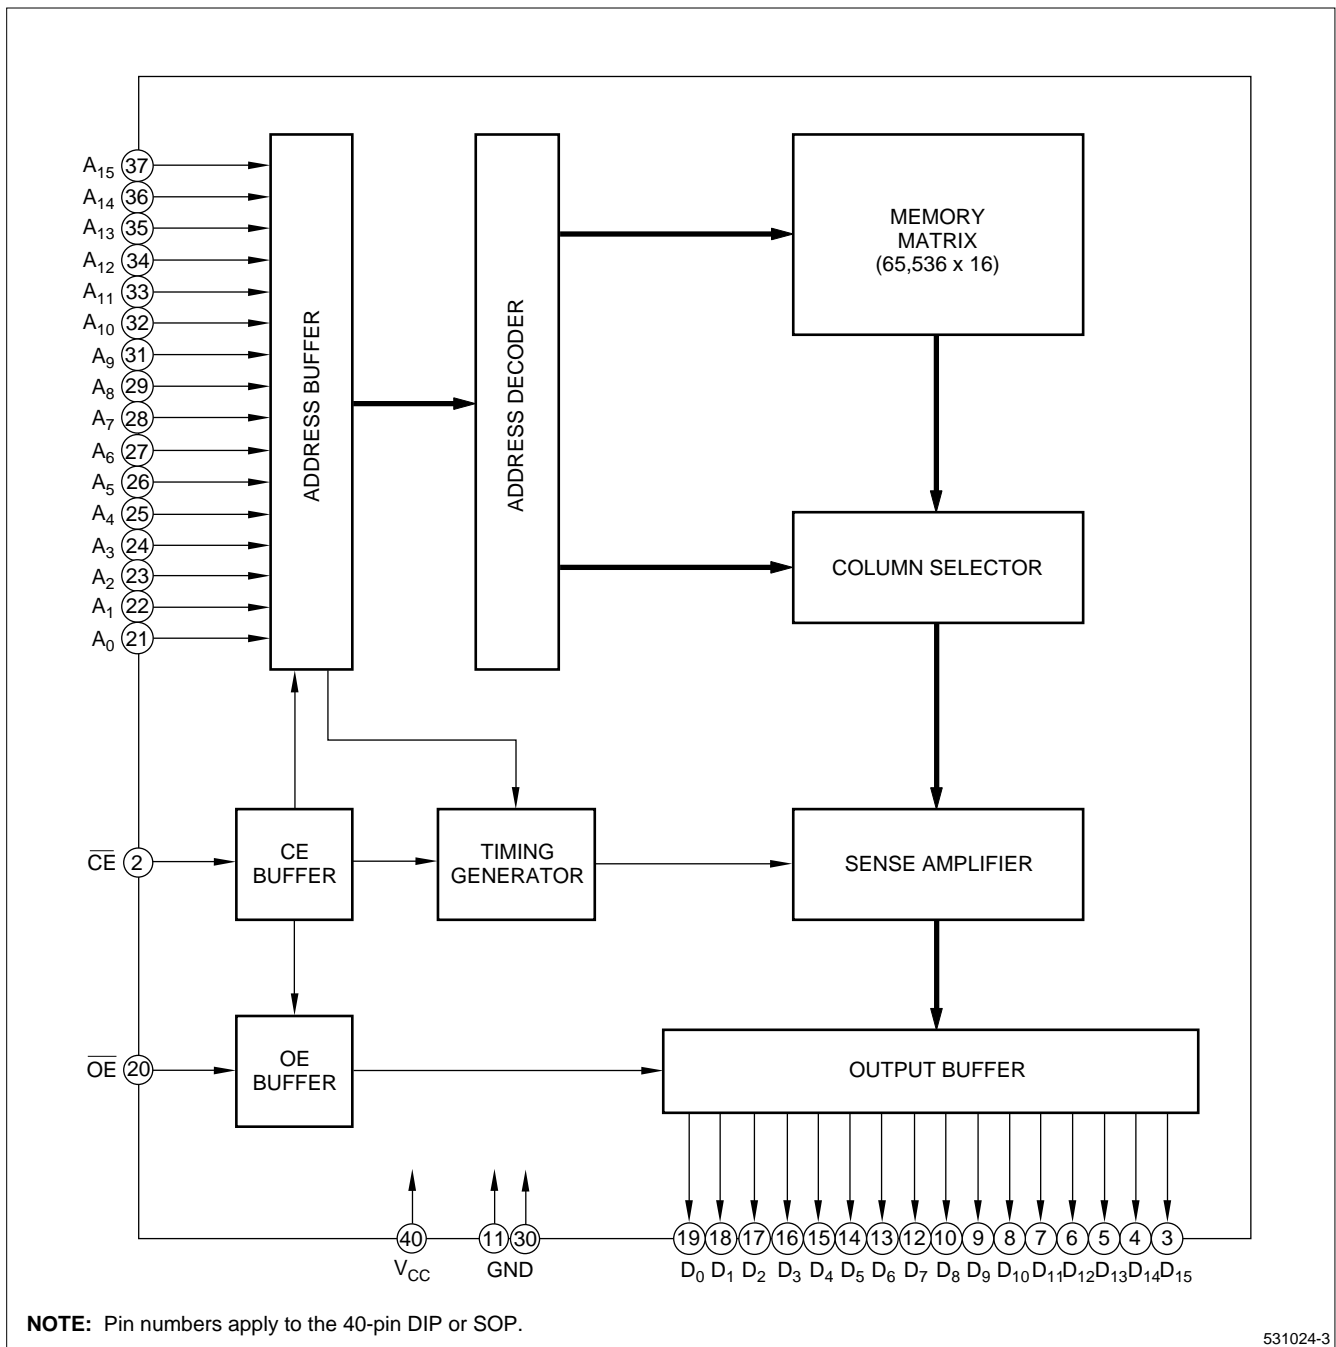 A15 37
A14 36
A13 35
A12 34
A11 33
A10 32
A9 31
A8 29
A7 28
A6 27
A5 26
A4 25
A3 24
A2 23
A1 22
A0 21
ADDRESS BUFFER
ADDRESS DECODER
MEMORY
MATRIX
(65,536 x 16)
COLUMN SELECTOR
CE 2
CE
BUFFER
TIMING
GENERATOR
SENSE AMPLIFIER
OE 20
OE
BUFFER
OUTPUT BUFFER
40 11 30 19 18 17 16 15 14 13 12 10 9 8 7 6 5 4 3
VCC GND D0 D1 D2 D3 D4 D5 D6 D7 D8 D9 D10 D11 D12 D13 D14 D15
NOTE: Pin numbers apply to the 40-pin DIP or SOP.
531024-3